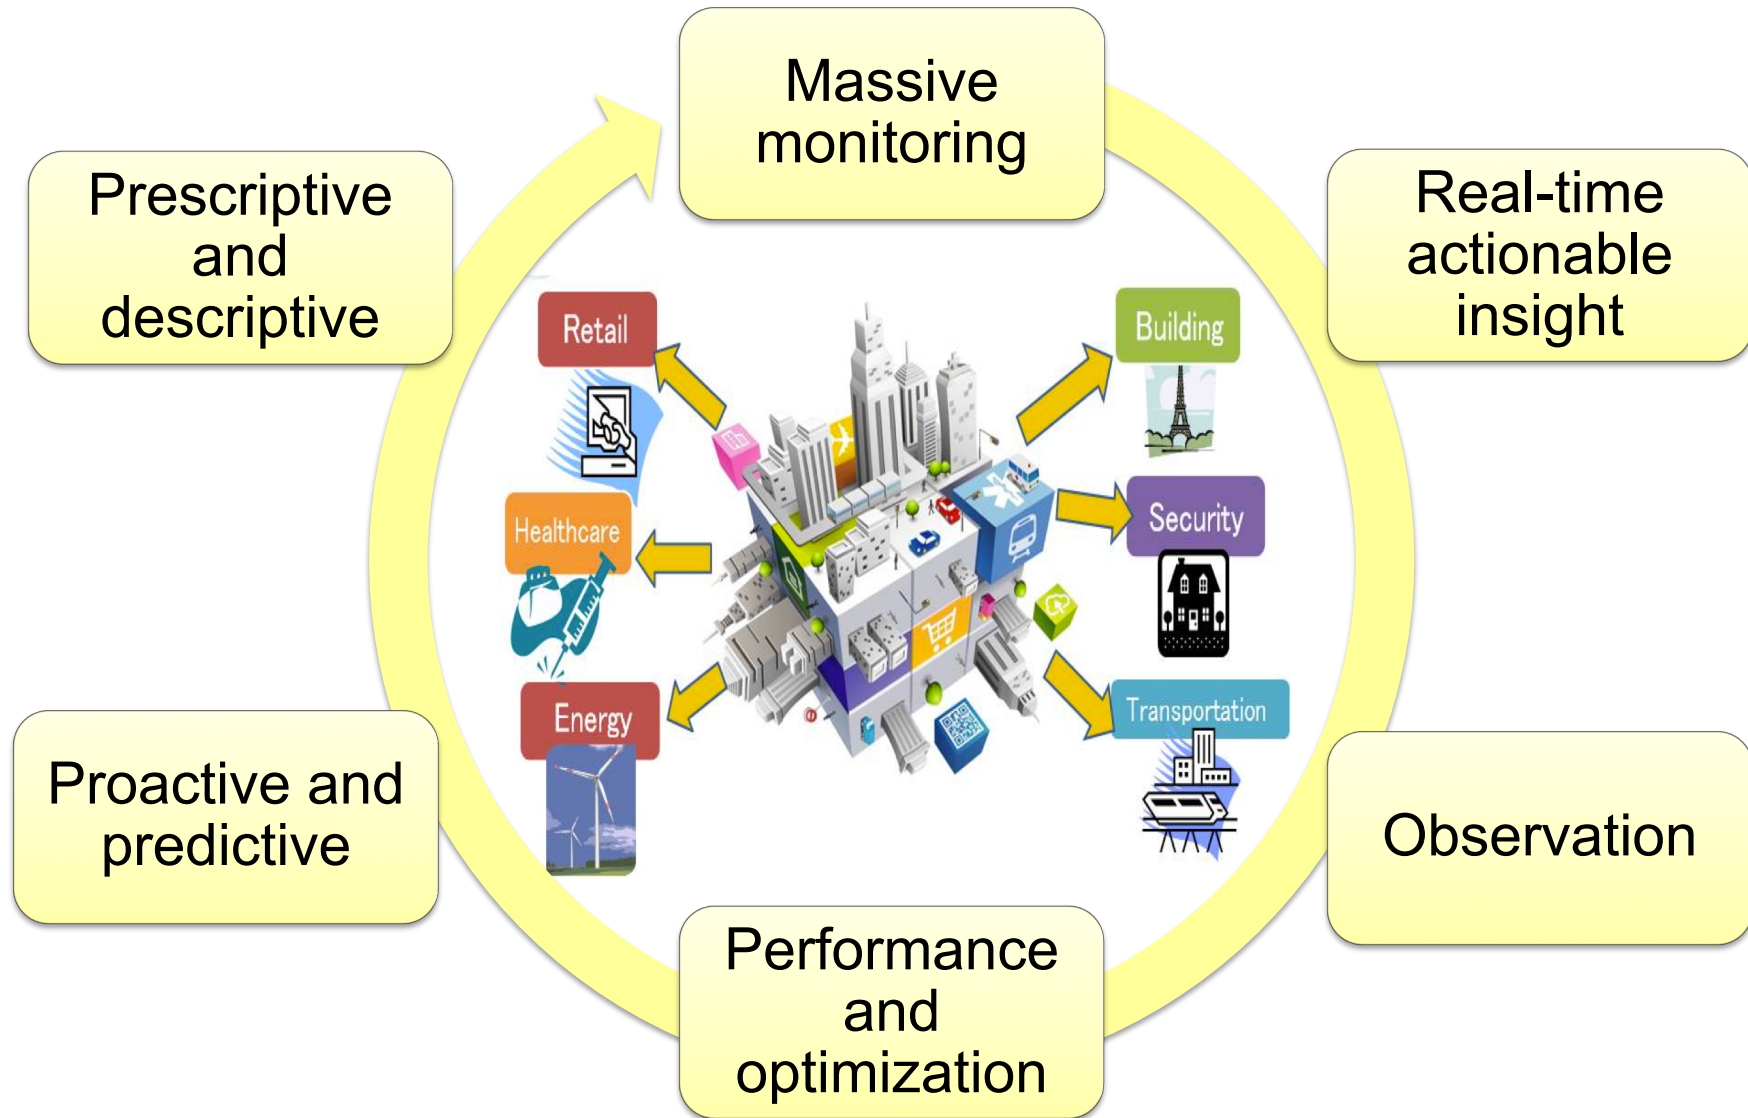 Massive
monitoring
Real-time
actionable
insight
Observation
Performance
and
optimization
Proactive and
predictive
Prescriptive
and
descriptive
Retail
Healthcare
Energy
Building
Security
Transportation